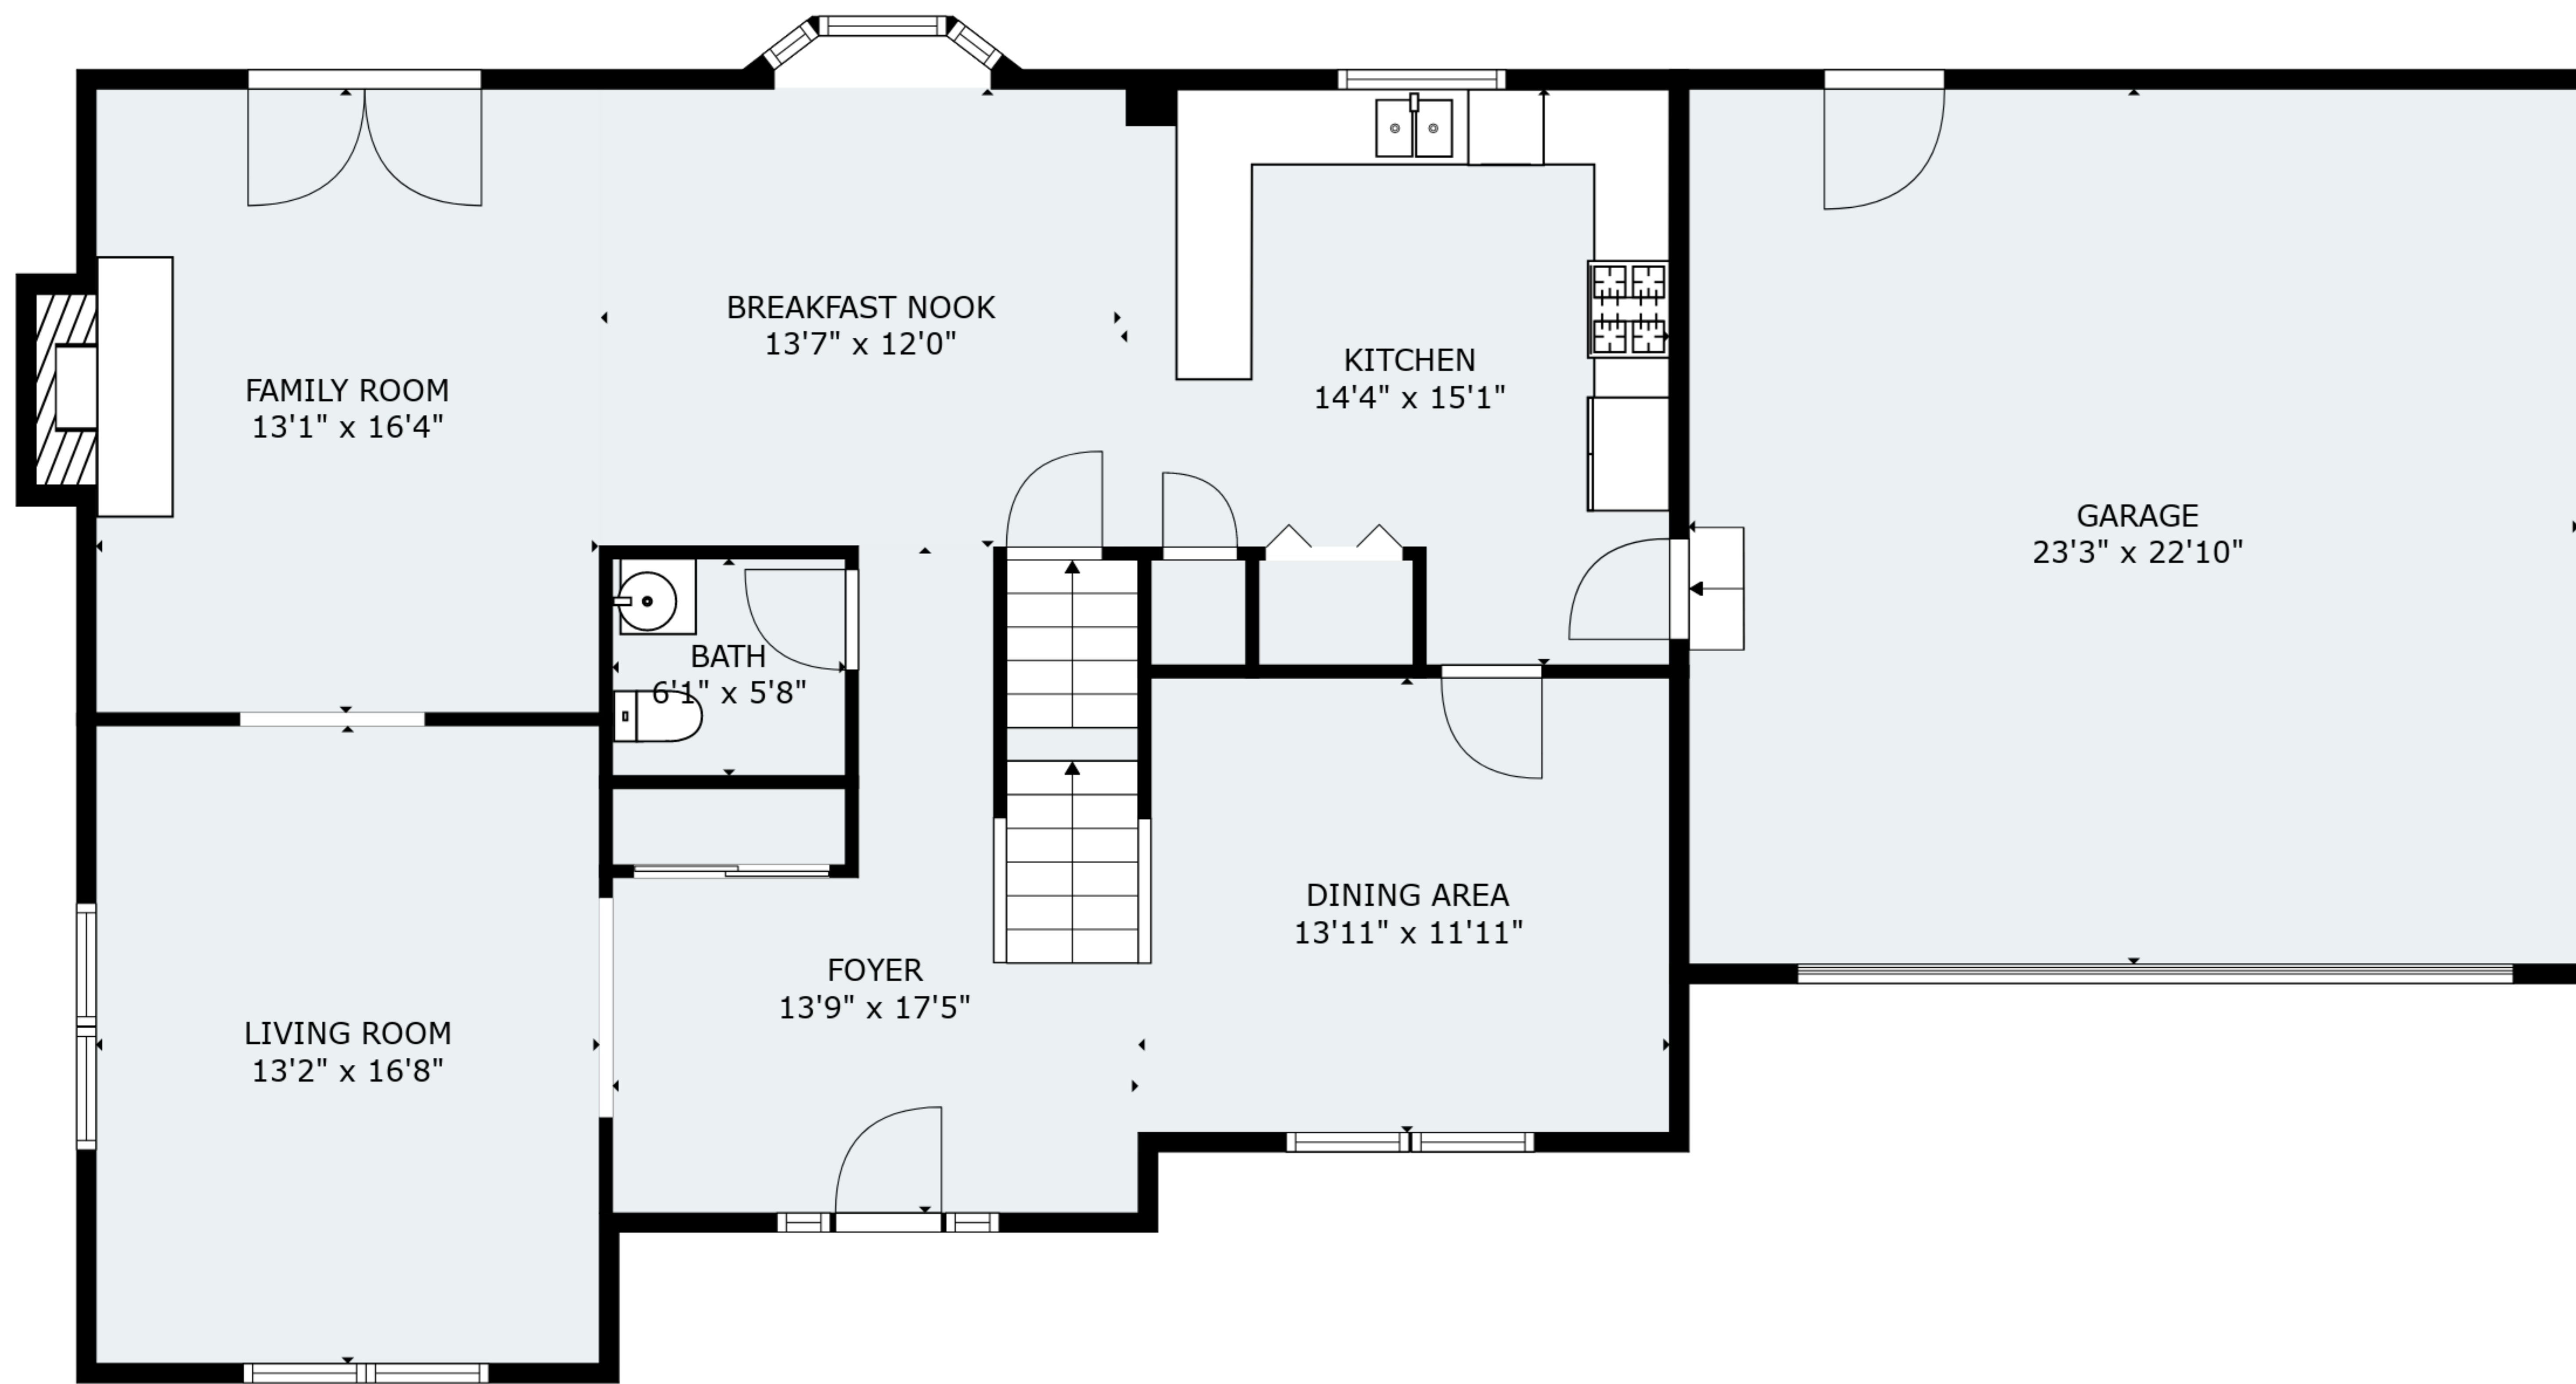 BREAKFAST NOOK
13'7" x 12'0"
FAMILY ROOM
13'1" x 16'4"
KITCHEN
14'4" x 15'1"
GARAGE
23'3" x 22'10"
BATH
6'1" x 5'8"
DINING AREA
13'11" x 11'11"
FOYER
13'9" x 17'5"
LIVING ROOM
13'2" x 16'8"